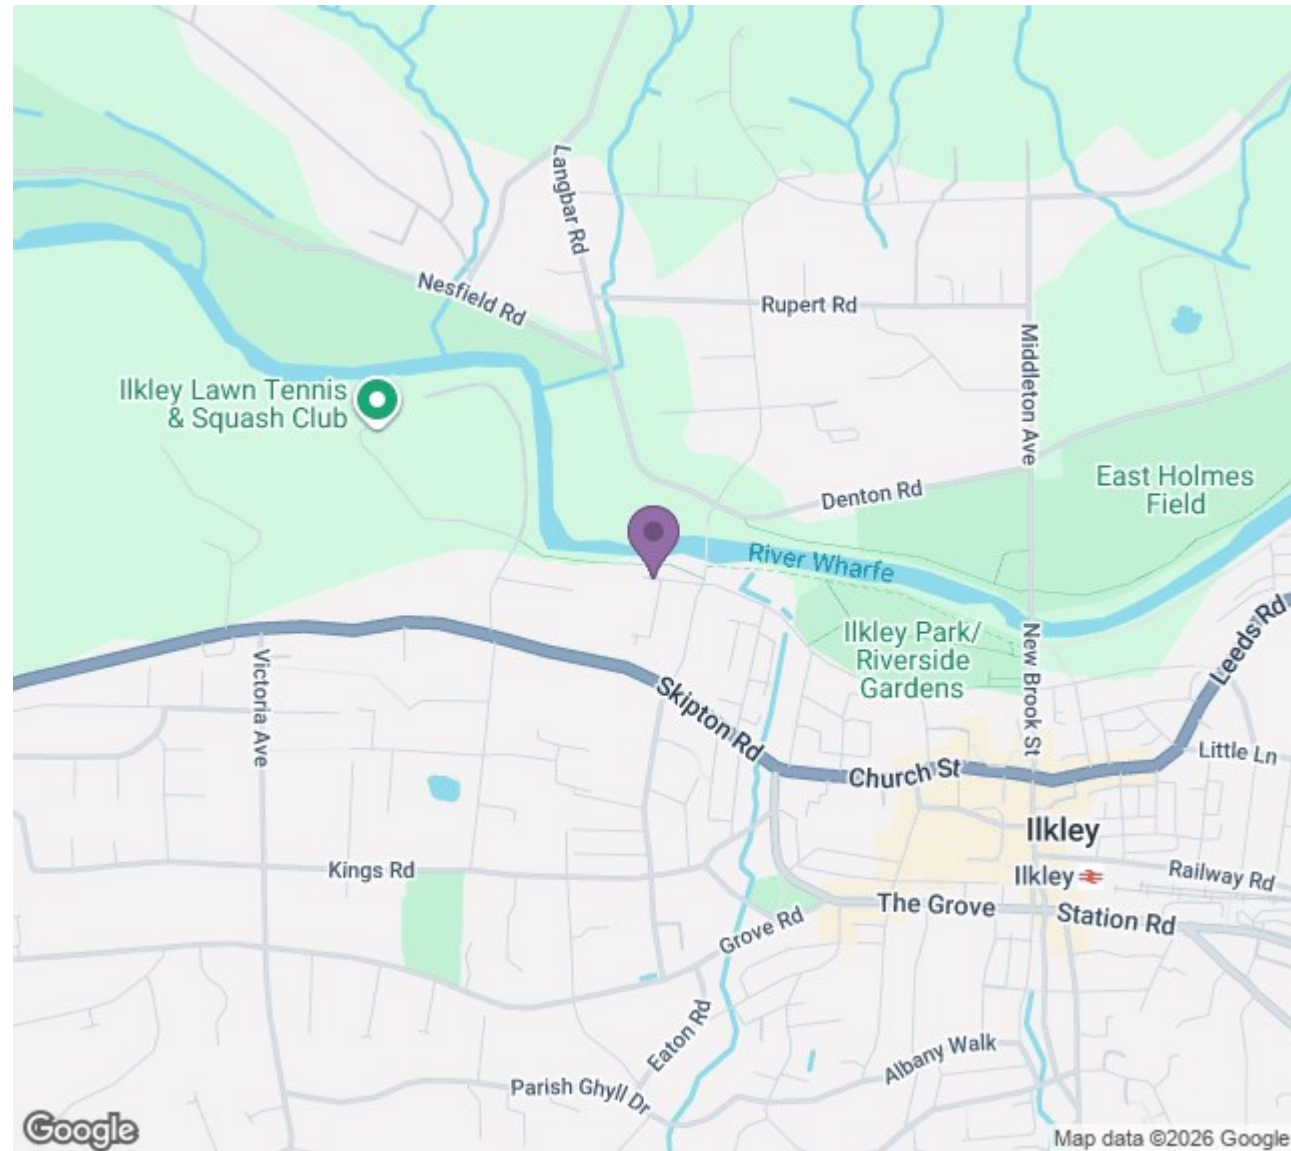 Langbar Rd
Nesfield Rd
Rupert Rd
Middleton Ave
Ilkley Lawn Tennis
& Squash Club
East Holmes
Field
Denton Rd
River Wharfe
Ilkley Park/
Riverside
Gardens
New Brook St
Leeds Rd
Victoria Ave
Skipton Rd
Little Ln
Church St
Ilkley
Kings Rd
Ilkley
Railway Rd
The Grove
Station Rd
Grove Rd
Eaton Rd
Albany Walk
Parish Ghyll Dr
Google
Map data ©2026 Google